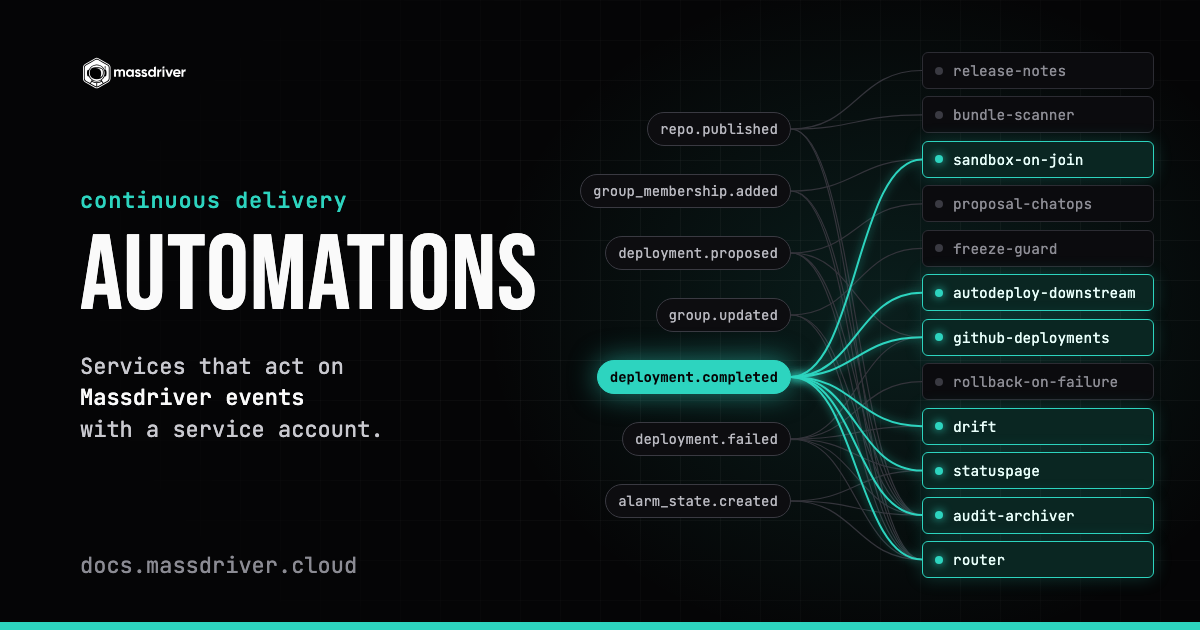 massdriver
continuous delivery
AUTOMATIONS
Services that act on
Massdriver events
with a service account.
docs.massdriver.cloud
repo.published
group_membership.added
deployment.proposed
group.updated
deployment.completed
deployment.failed
alarm_state.created
release-notes
bundle-scanner
sandbox-on-join
proposal-chatops
freeze-guard
autodeploy-downstream
github-deployments
rollback-on-failure
drift
statuspage
audit-archiver
router